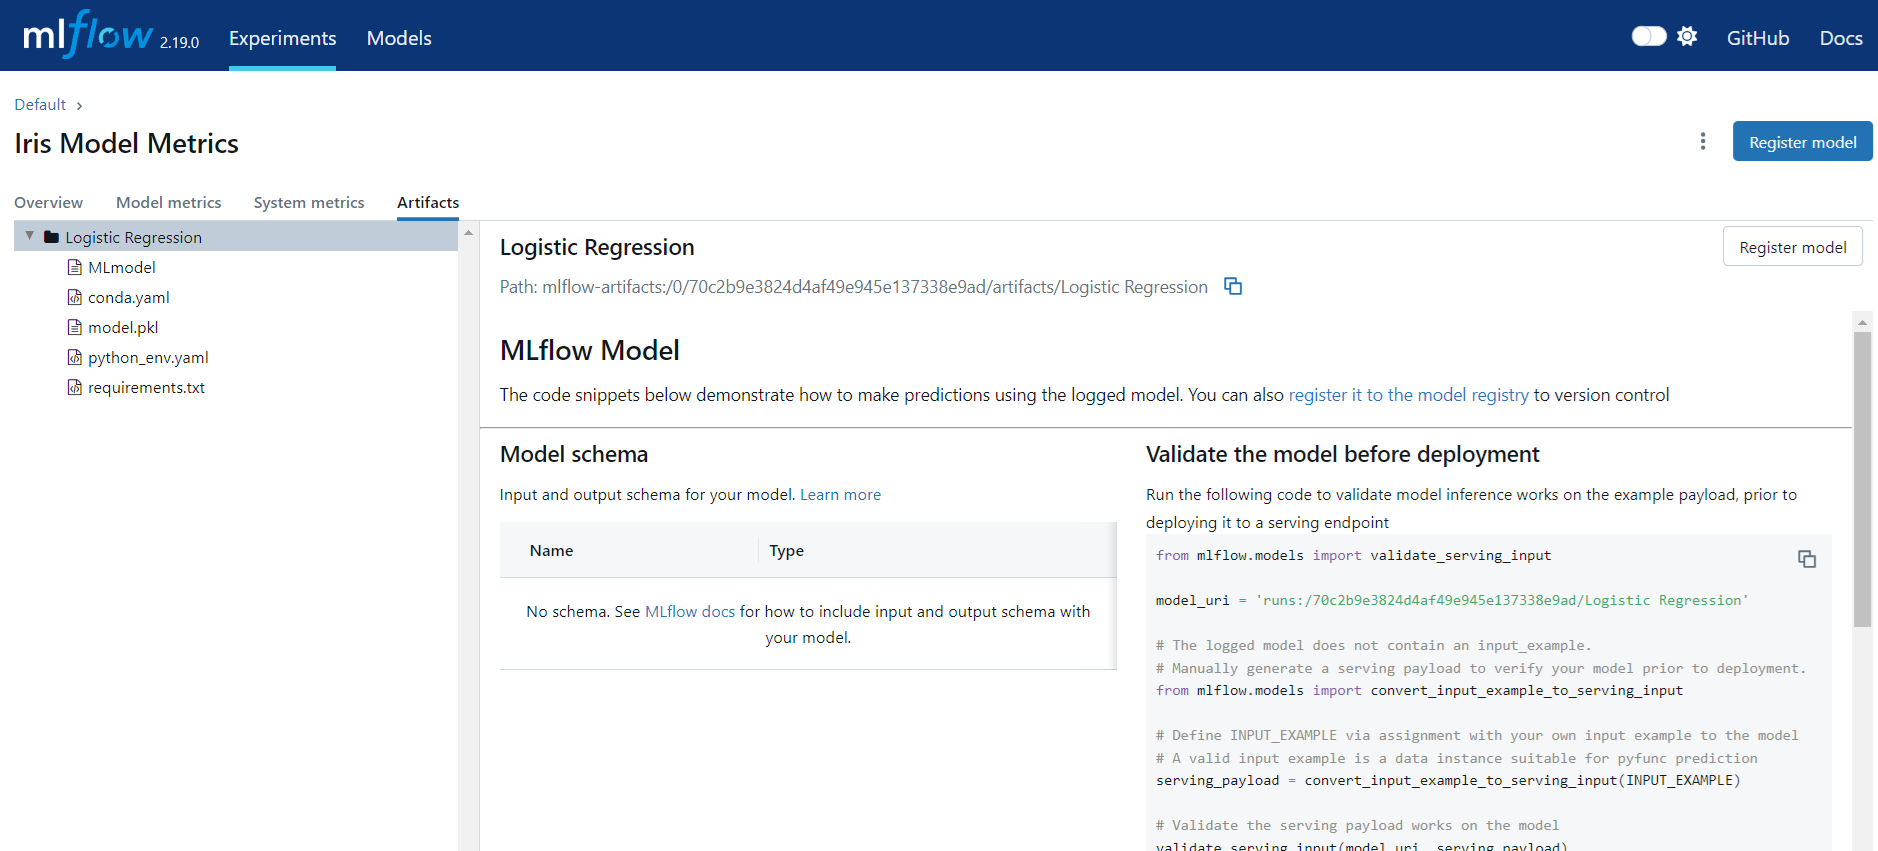 mlflow 2.19.0 Experiments Models GitHub Docs
Default
Iris Model Metrics
Register model
Overview Model metrics System metrics Artifacts
Logistic Regression
MLmodel
conda.yaml
model.pkl
python_env.yaml
requirements.txt
Logistic Regression
Register model
Path: mlflow-artifacts:/0/70c2b9e3824d4af49e945e137338e9ad/artifacts/Logistic Regression
MLflow Model
The code snippets below demonstrate how to make predictions using the logged model. You can also register it to the model registry to version control
Model schema
Input and output schema for your model. Learn more
Name Type
No schema. See MLflow docs for how to include input and output schema with
your model.
Validate the model before deployment
Run the following code to validate model inference works on the example payload, prior to
deploying it to a serving endpoint
from mlflow.models import validate_serving_input
model_uri = 'runs:/70c2b9e3824d4af49e945e137338e9ad/Logistic Regression'
# The logged model does not contain an input_example.
# Manually generate a serving payload to verify your model prior to deployment.
from mlflow.models import convert_input_example_to_serving_input
# Define INPUT_EXAMPLE via assignment with your own input example to the model
# A valid input example is a data instance suitable for pyfunc prediction
serving_payload = convert_input_example_to_serving_input(INPUT_EXAMPLE)
# Validate the serving payload works on the model
validate_serving_input(model_uri, serving_payload)